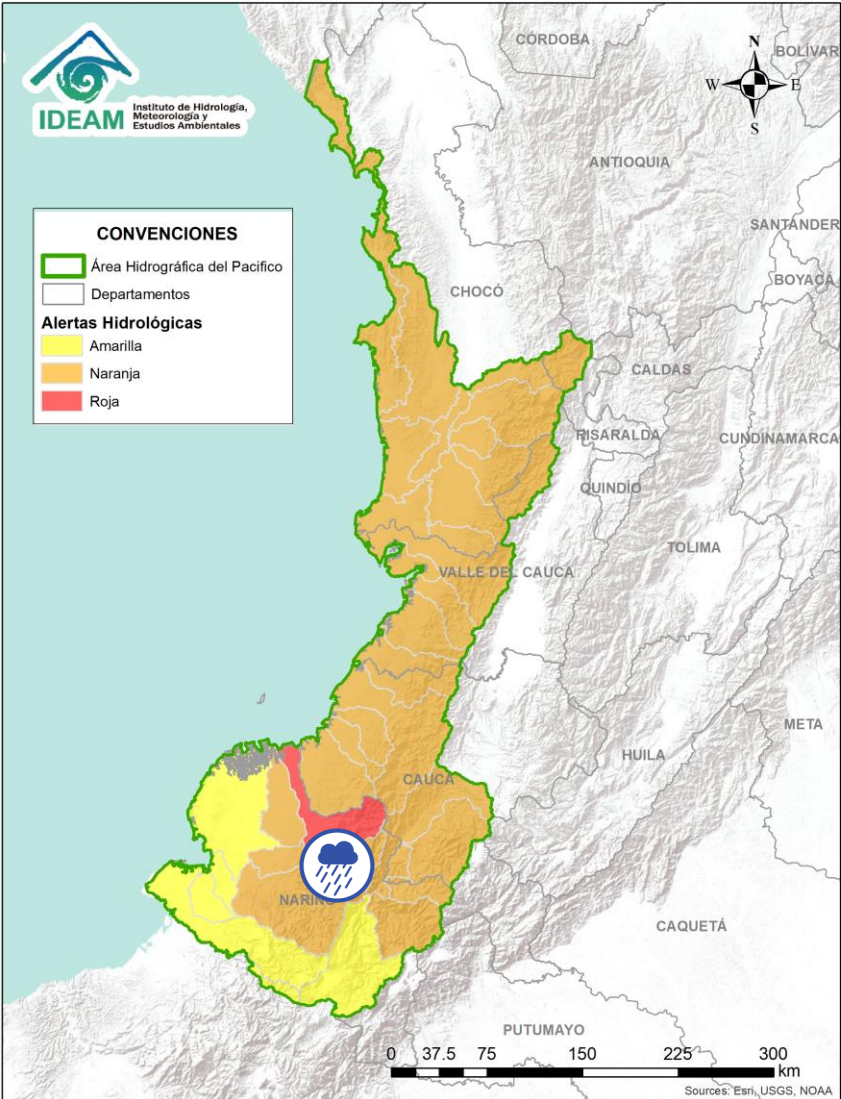 IDEAM
Instituto de Hidrología,
Meteorología y
Estudios Ambientales
N
W
E
S
CONVENCIONES
Área Hidrográfica del Pacifico
Departamentos
Alertas Hidrológicas
Amarilla
Naranja
Roja
CÓRDOBA
BOLÍVAR
ANTIOQUIA
SANTANDER
BOYACÁ
CHOCÓ
CALDAS
RISARALDA
CUNDINAMARCA
QUINDÍO
TOLIMA
VALLE DEL CAUCA
META
HUILA
CAUCA
NARIÑO
CAQUETÁ
PUTUMAYO
0 37.5 75 150 225 300
km
Sources: Esri, USGS, NOAA